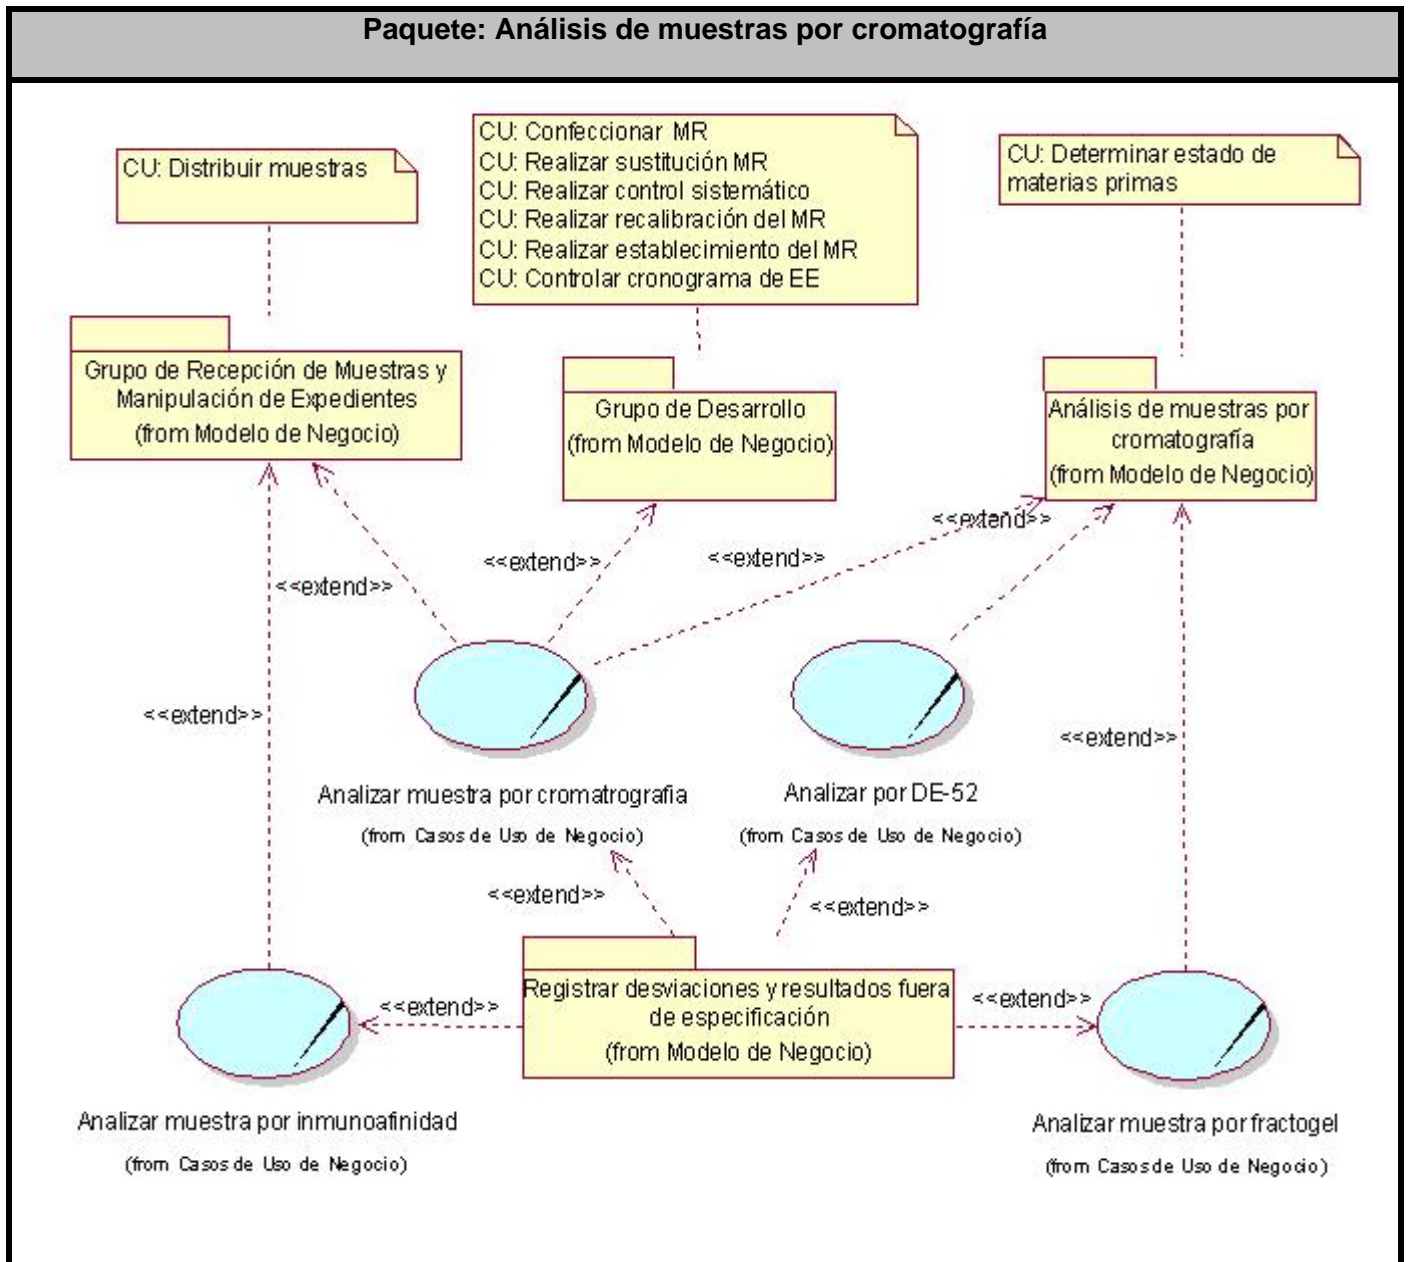 Paquete: Análisis de muestras por cromatografía
CU: Distribuir muestras
CU: Confeccionar MR
CU: Realizar sustitución MR
CU: Realizar control sistemático
CU: Realizar recalibración del MR
CU: Realizar establecimiento del MR
CU: Controlar cronograma de EE
CU: Determinar estado de
materias primas
Grupo de Recepción de Muestras y
Manipulación de Expedientes
(from Modelo de Negocio)
Grupo de Desarrollo
(from Modelo de Negocio)
Análisis de muestras por
cromatografía
(from Modelo de Negocio)
<<extend>>
<<extend>>
<<extend>>
<<extend>>
<<extend>>
<<extend>>
Analizar muestra por cromatrografia
(from Casos de Uso de Negocio)
Analizar por DE-52
(from Casos de Uso de Negocio)
<<extend>>
<<extend>>
Registrar desviaciones y resultados fuera
de especificación
(from Modelo de Negocio)
<<extend>>
<<extend>>
Analizar muestra por inmunoafinidad
(from Casos de Uso de Negocio)
Analizar muestra por fractogel
(from Casos de Uso de Negocio)